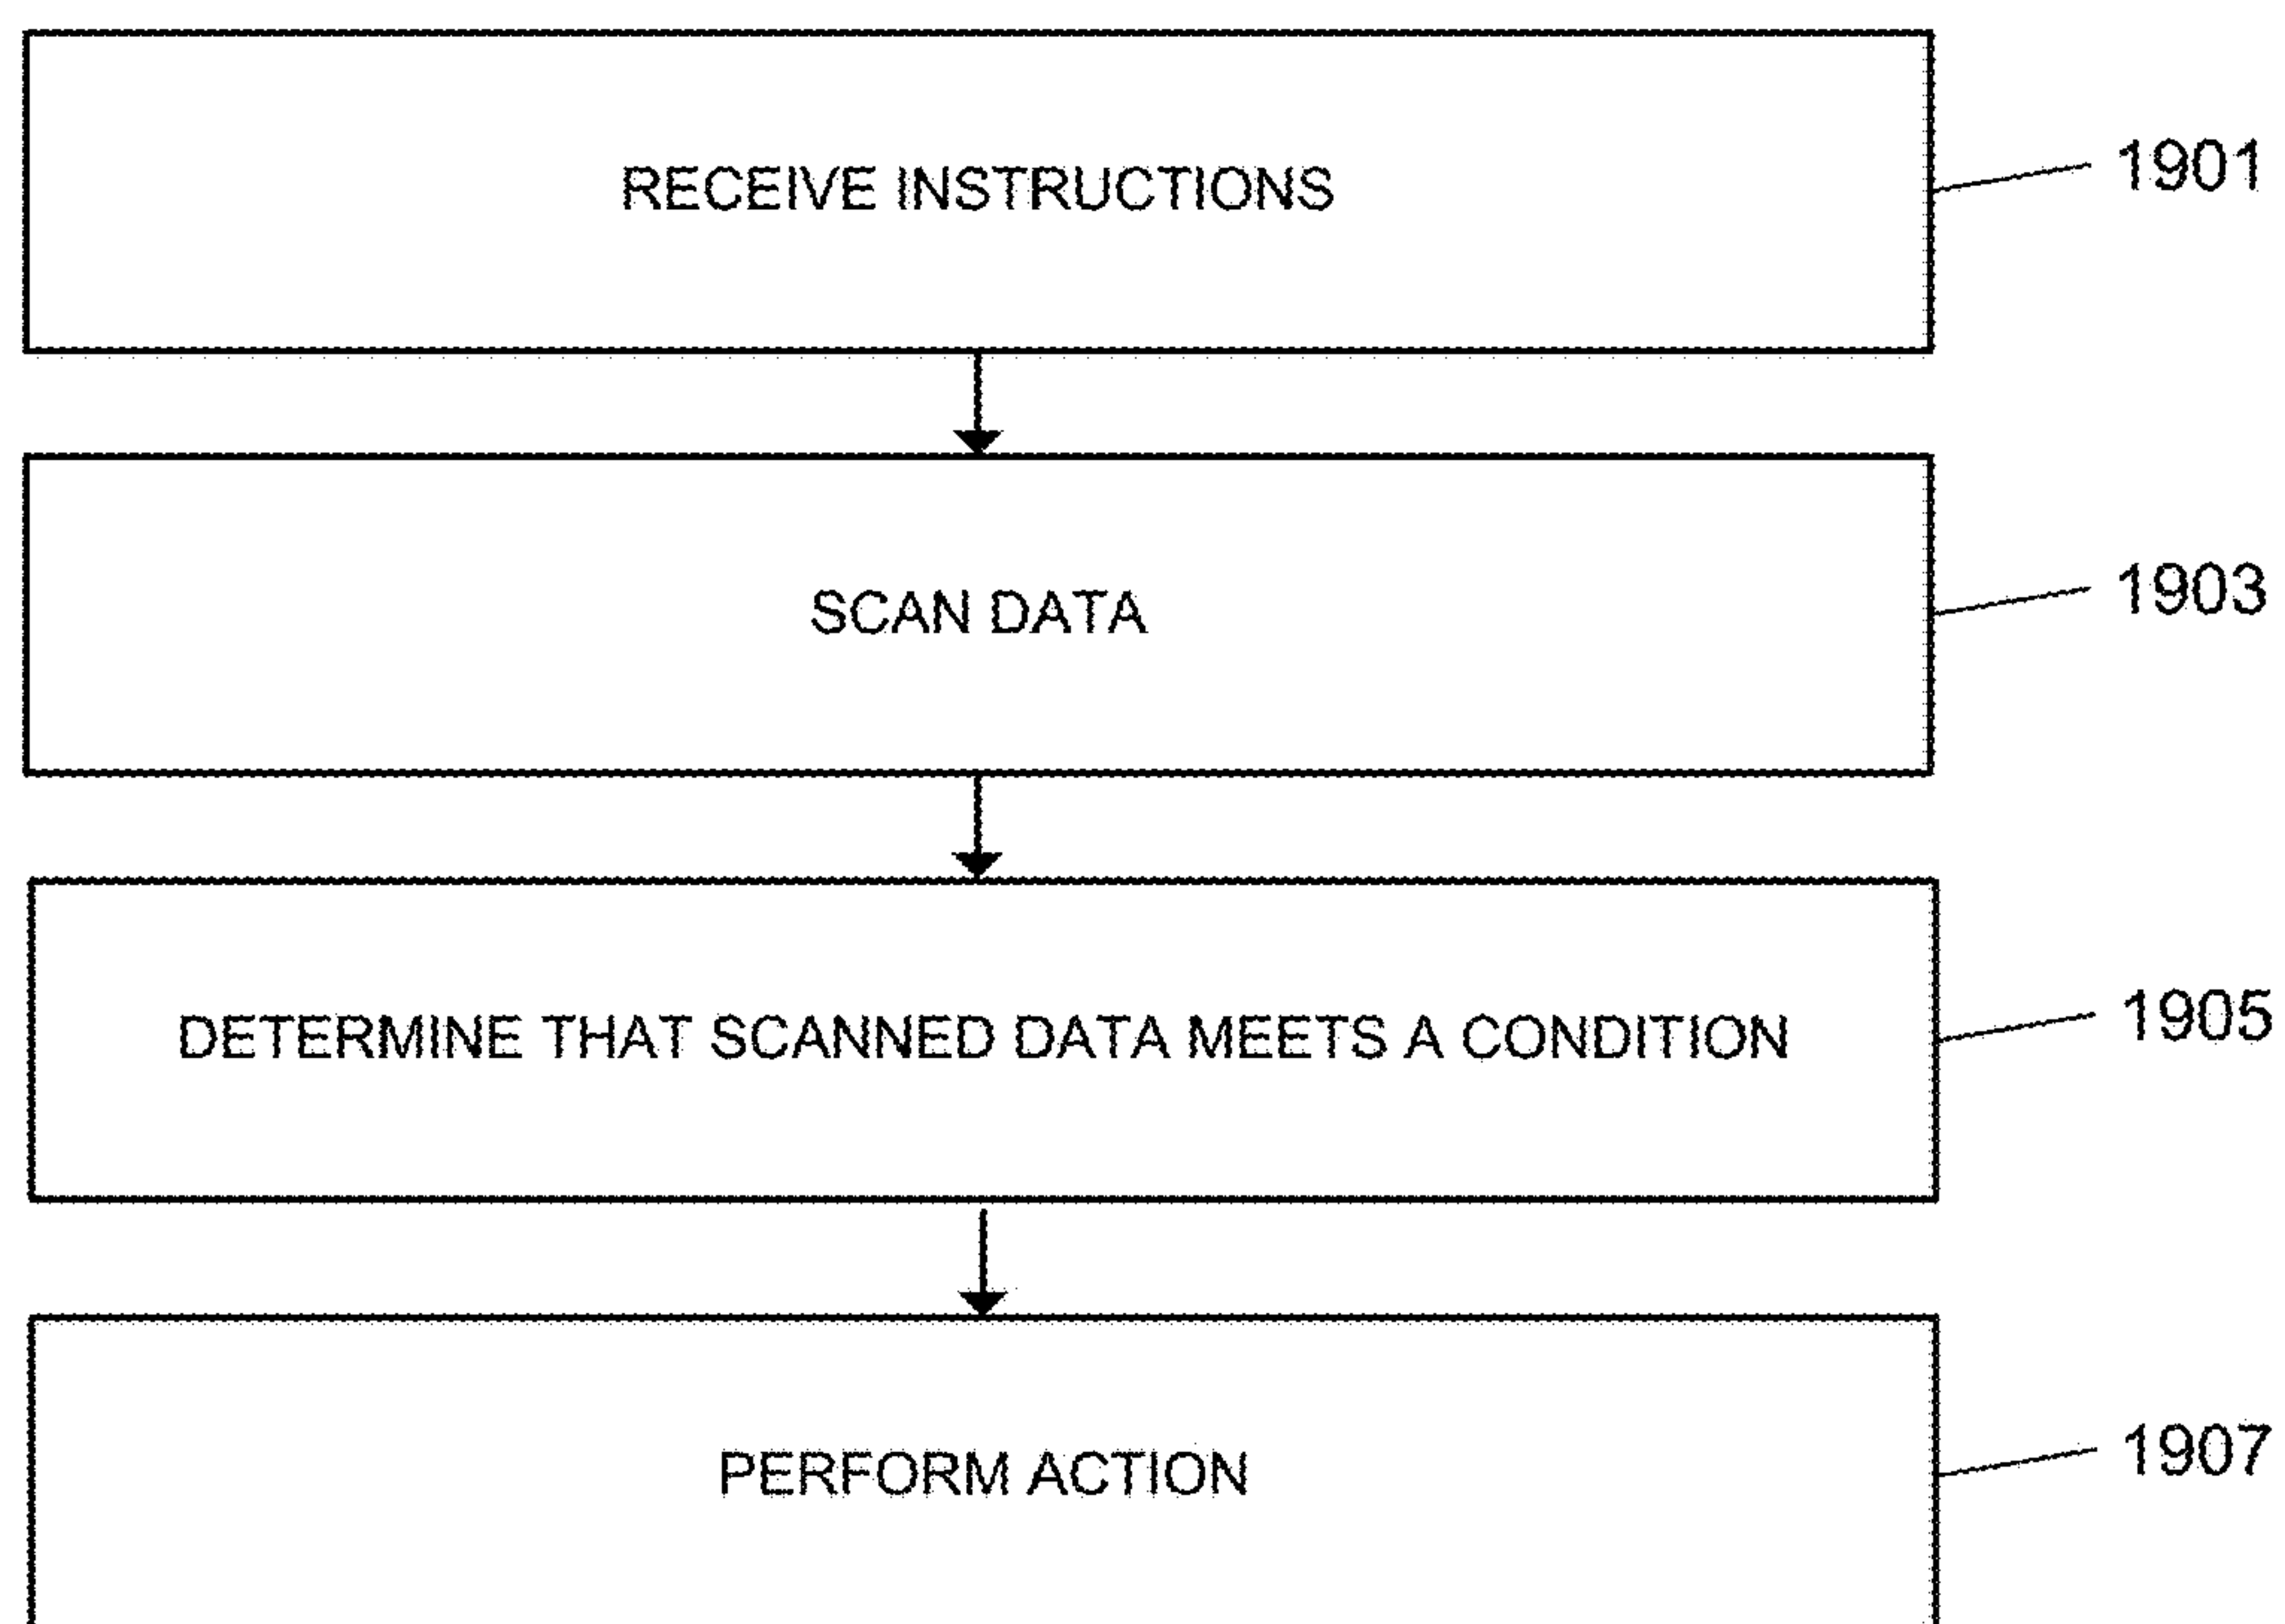 RECEIVE INSTRUCTIONS
1901
SCAN DATA
1903
DETERMINE THAT SCANNED DATA MEETS A CONDITION
1905
PERFORM ACTION
1907